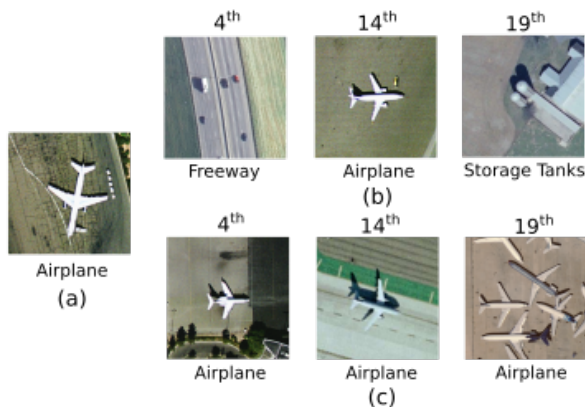 4th 14th 19th
Freeway Airplane Storage Tanks
(b)
4th 14th 19th
Airplane
(a)
Airplane Airplane Airplane
(c)